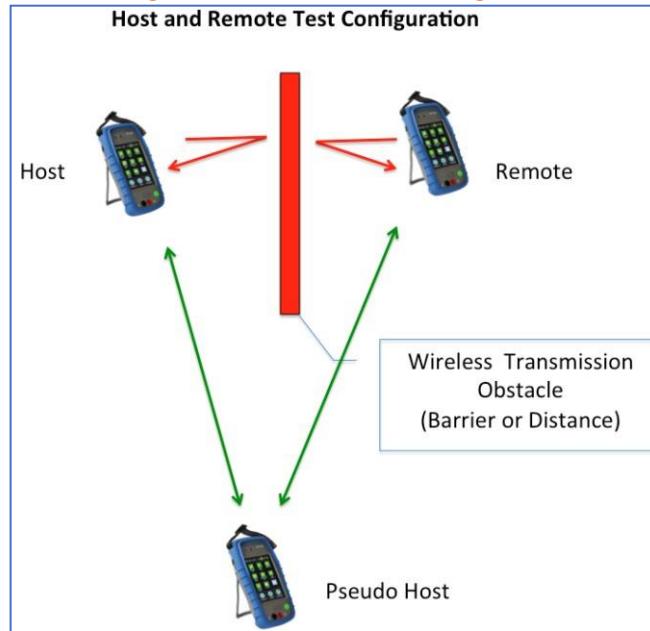 Host and Remote Test Configuration
Host
Remote
Wireless Transmission
Obstacle
(Barrier or Distance)
Pseudo Host